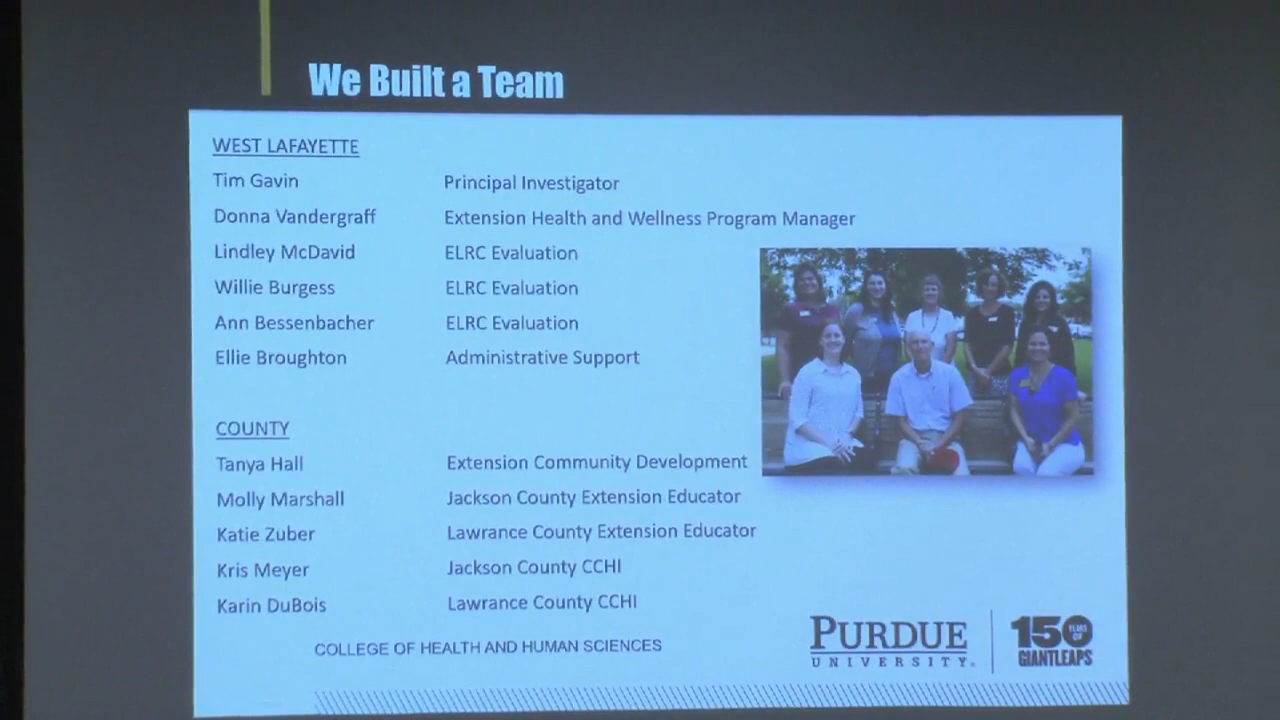 We Built a Team
WEST LAFAYETTE
Tim Gavin Principal Investigator
Donna Vandergraff Extension Health and Wellness Program Manager
Lindley McDavid ELRC Evaluation
Willie Burgess ELRC Evaluation
Ann Bessenbacher ELRC Evaluation
Ellie Broughton Administrative Support
COUNTY
Tanya Hall Extension Community Development
Molly Marshall Jackson County Extension Educator
Katie Zuber Lawrance County Extension Educator
Kris Meyer Jackson County CCHI
Karin DuBois Lawrance County CCHI
COLLEGE OF HEALTH AND HUMAN SCIENCES
PURDUE
UNIVERSITY.
150 YEARS OF
GIANT LEAPS